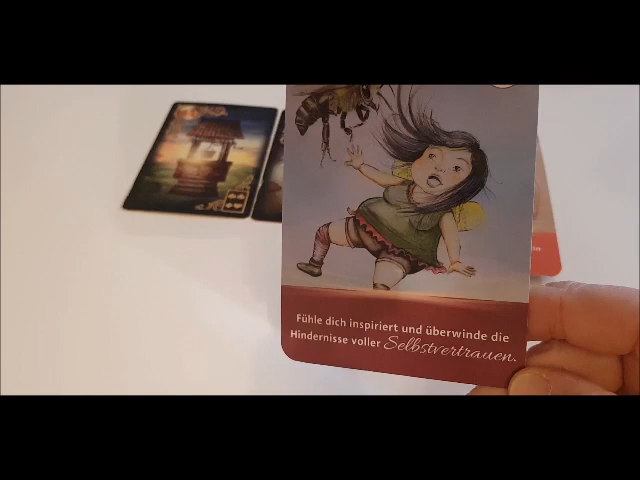 Fühle dich inspiriert und überwinde die
Hindernisse voller Selbstvertrauen.